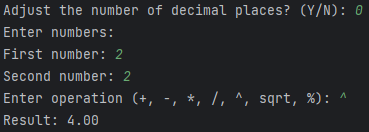 Adjust the number of decimal places? (Y/N): 0
Enter numbers:
First number: 2
Second number: 2
Enter operation (+, -, *, /, ^, sqrt, %): ^
Result: 4.00